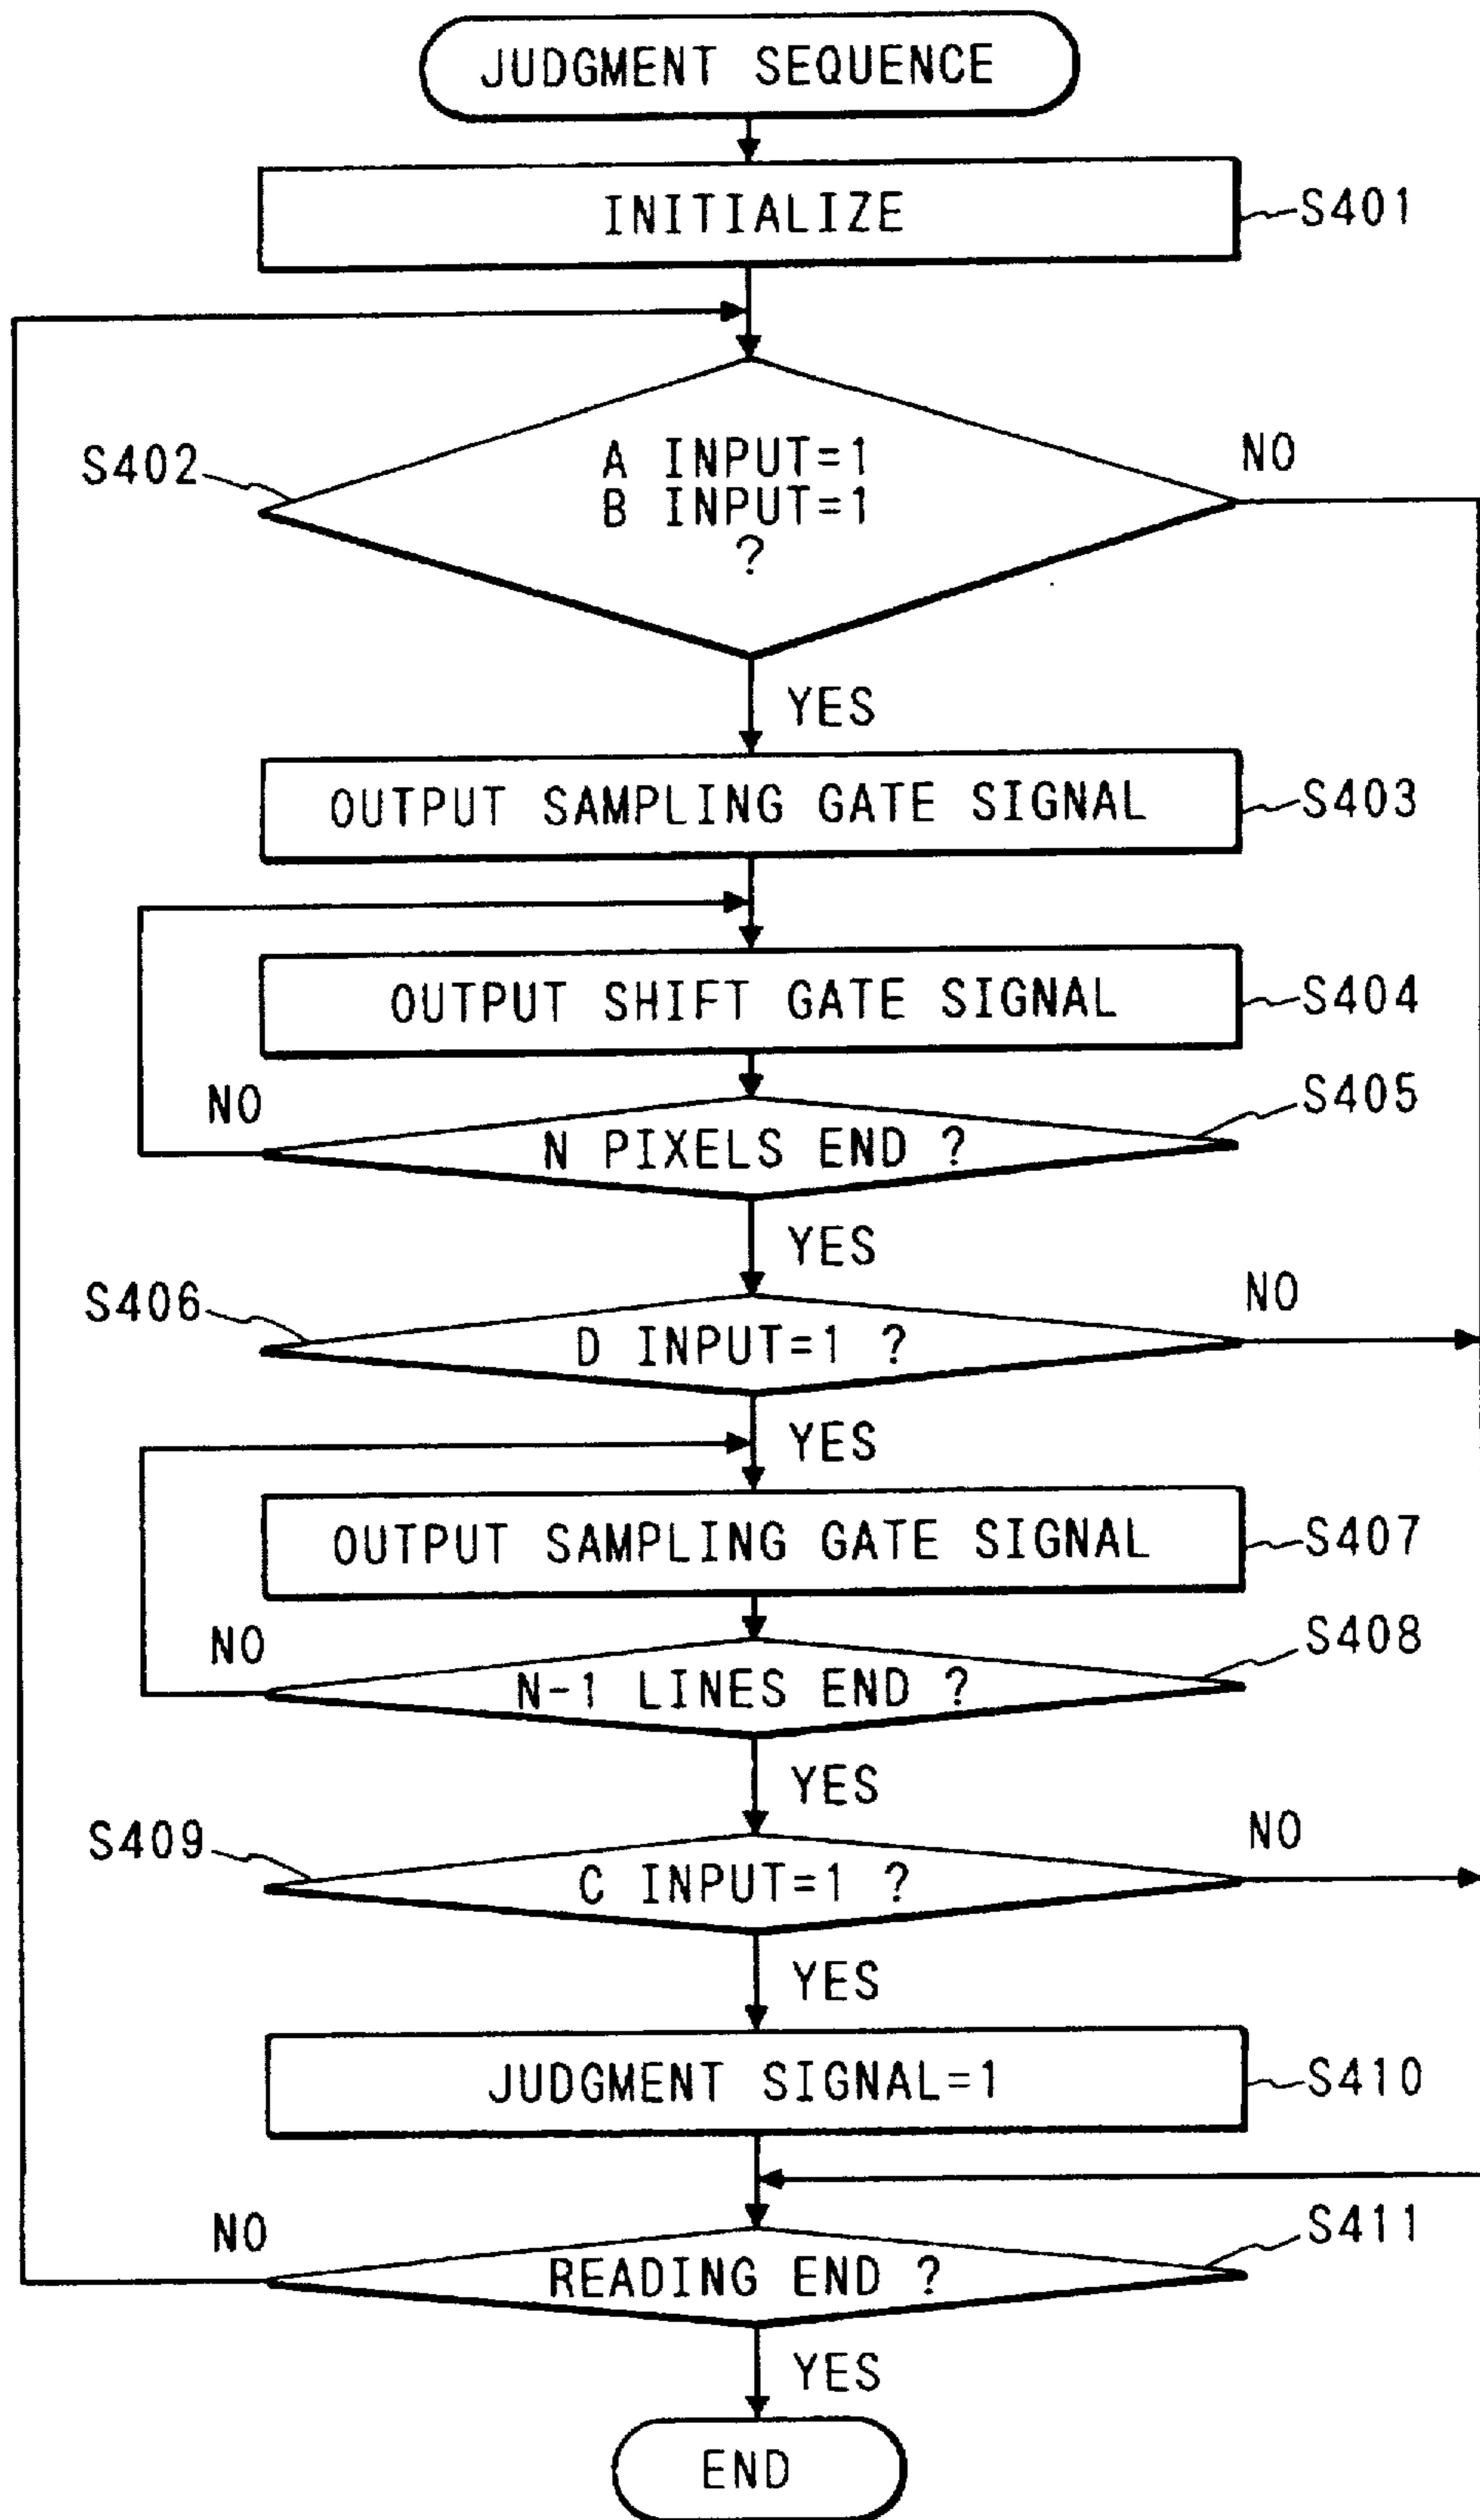 JUDGMENT SEQUENCE
INITIALIZE
S401
S402
A INPUT=1
B INPUT=1
?
NO
YES
OUTPUT SAMPLING GATE SIGNAL
S403
OUTPUT SHIFT GATE SIGNAL
S404
NO
N PIXELS END ?
S405
YES
S406
D INPUT=1 ?
NO
YES
OUTPUT SAMPLING GATE SIGNAL
S407
NO
N-1 LINES END ?
S408
YES
S409
C INPUT=1 ?
NO
YES
JUDGMENT SIGNAL=1
S410
NO
READING END ?
S411
YES
END